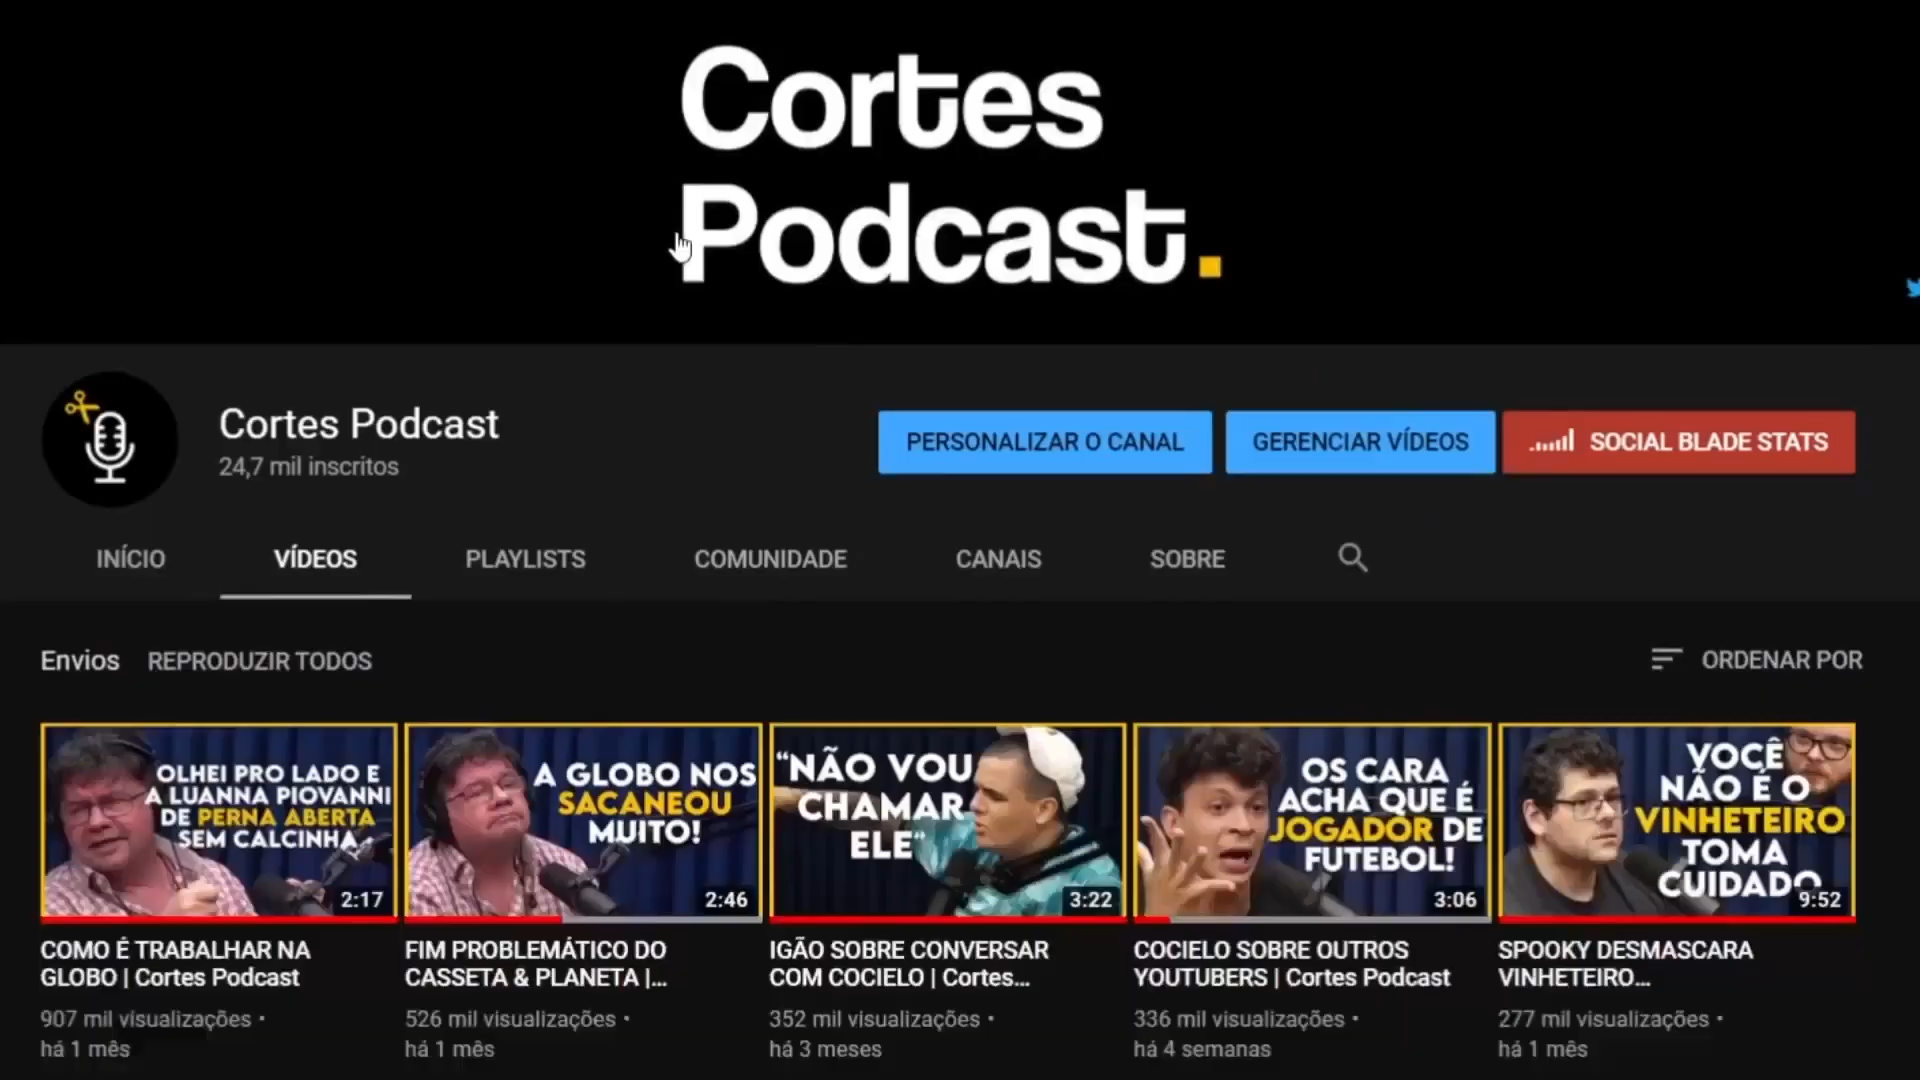 Cortes
Podcast.
Cortes Podcast
24,7 mil inscritos
PERSONALIZAR O CANAL
GERENCIAR VÍDEOS
SOCIAL BLADE STATS
INÍCIO
VÍDEOS
PLAYLISTS
COMUNIDADE
CANAIS
SOBRE
Envios
REPRODUZIR TODOS
ORDENAR POR
OLHEI PRO LADO E
A LUANNA PIOVANNI
DE PERNA ABERTA
SEM CALCINHA
2:17
A GLOBO NOS
SACANEOU
MUITO!
2:46
“NÃO VOU
CHAMAR
ELE“
3:22
OS CARA
ACHA QUE É
JOGADOR DE
FUTEBOL!
3:06
VOCÊ
NÃO É O
VINHETEIRO
TOMA
CUIDADO
9:52
COMO É TRABALHAR NA
GLOBO | Cortes Podcast
907 mil visualizações •
há 1 mês
FIM PROBLEMÁTICO DO
CASSETA & PLANETA |...
526 mil visualizações •
há 1 mês
IGÃO SOBRE CONVERSAR
COM COCIELO | Cortes...
352 mil visualizações •
há 3 meses
COCIELO SOBRE OUTROS
YOUTUBERS | Cortes Podcast
336 mil visualizações •
há 4 semanas
SPOOKY DESMASCARA
VINHETEIRO...
277 mil visualizações •
há 1 mês